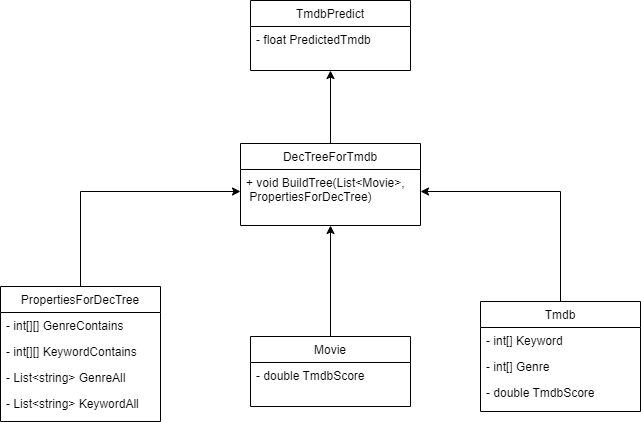 TmdbPredict
- float PredictedTmdb
DecTreeForTmdb
+ void BuildTree(List<Movie>,
PropertiesForDecTree)
PropertiesForDecTree
- int[][] GenreContains
- int[][] KeywordContains
- List<string> GenreAll
- List<string> KeywordAll
Movie
- double TmdbScore
Tmdb
- int[] Keyword
- int[] Genre
- double TmdbScore